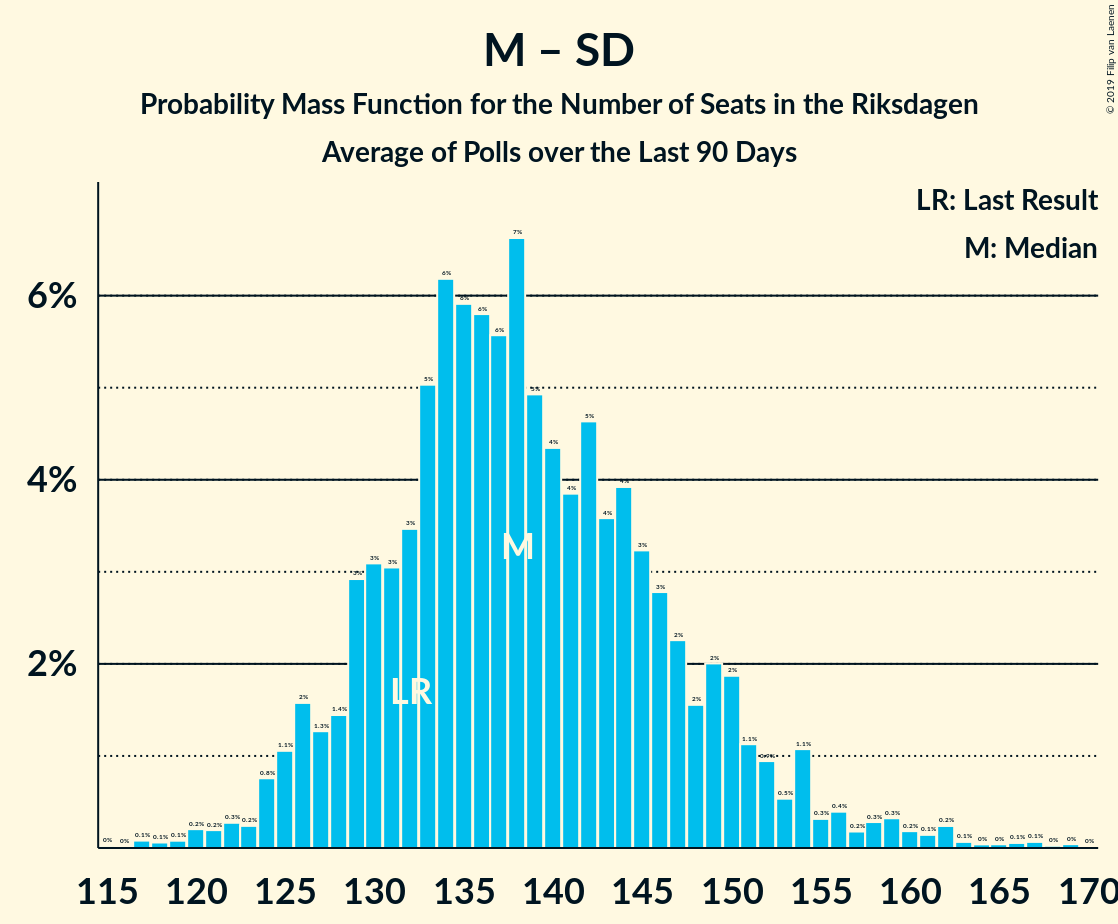 M – SD
Probability Mass Function for the Number of Seats in the Riksdagen
Average of Polls over the Last 90 Days
© 2019 Filip van Laenen
LR: Last Result
M: Median
6%
4%
2%
0% 0% 0.1% 0.1% 0.1% 0.2% 0.2% 0.3% 0.2% 0.8% 1.1% 2% 1.3% 1.4% 3% 3% 3% 3% 5% 6% 6% 6% 6% 7% 5% 4% 4% 5% 4% 4% 3% 3% 2% 2% 2% 2% 1.1% 0.9% 0.5% 1.1% 0.3% 0.4% 0.2% 0.3% 0.3% 0.2% 0.1% 0.2% 0.1% 0% 0% 0.1% 0.1% 0% 0% 0%
M
LR
115 120 125 130 135 140 145 150 155 160 165 170